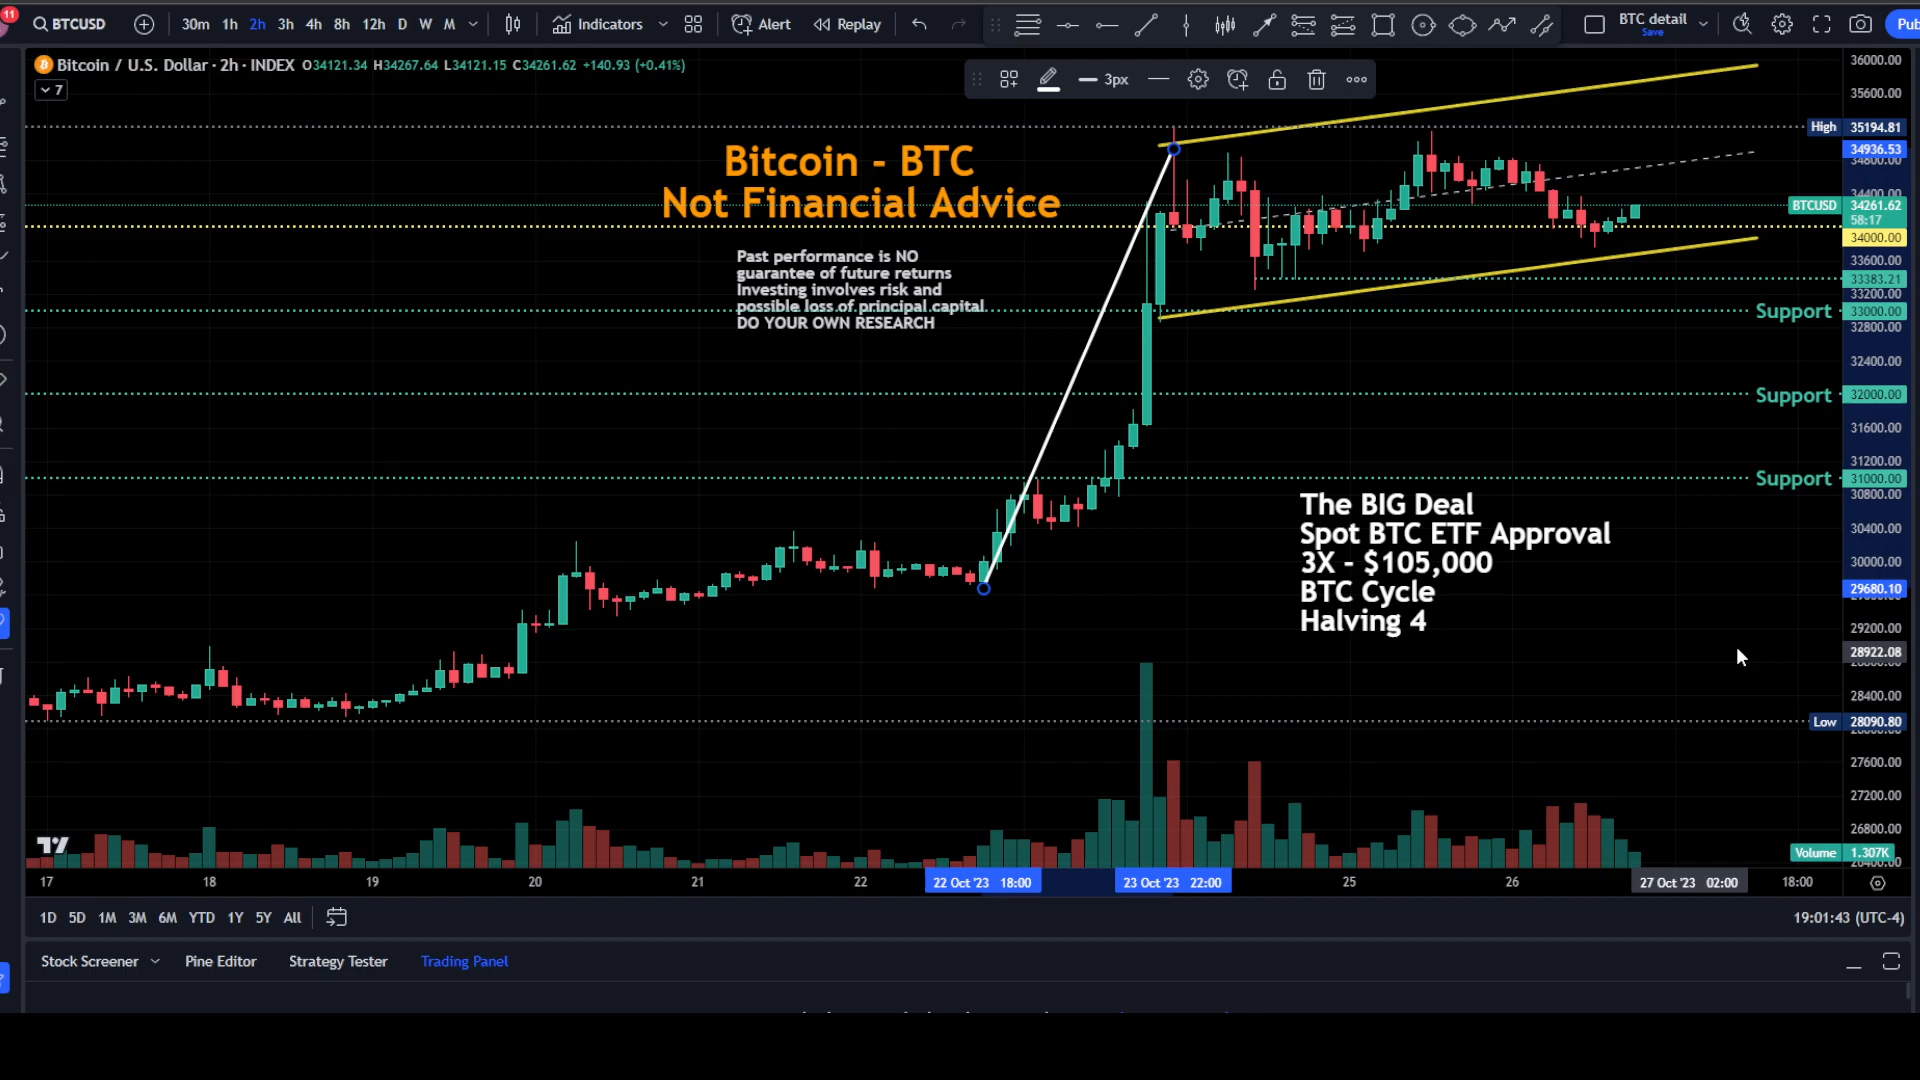 11
BTCUSD
30m 1h 2h 3h 4h 8h 12h D W M
Indicators
Alert
Replay
BTC detail
Save
Pub
Bitcoin / U.S. Dollar · 2h · INDEX O34121.34 H34267.64 L34121.15 C34261.62 +140.93 (+0.41%)
7
3px
Bitcoin - BTC
Not Financial Advice
Past performance is NO
guarantee of future returns
Investing involves risk and
possible loss of principal capital
DO YOUR OWN RESEARCH
The BIG Deal
Spot BTC ETF Approval
3X - $105,000
BTC Cycle
Halving 4
36000.00
35600.00
High 35194.81
34936.53
34800.00
34400.00
BTCUSD 34261.62
58:17
34000.00
33600.00
33383.21
33200.00
Support 33000.00
32800.00
32400.00
Support 32000.00
31600.00
31200.00
Support 31000.00
30800.00
30400.00
30000.00
29680.10
29200.00
28922.08
28400.00
Low 28090.80
27600.00
27200.00
26800.00
Volume 1.307K
17 18 19 20 21 22 22 Oct '23 18:00 23 Oct '23 22:00 25 26 27 Oct '23 02:00 18:00
1D 5D 1M 3M 6M YTD 1Y 5Y All
19:01:43 (UTC-4)
Stock Screener Pine Editor Strategy Tester Trading Panel